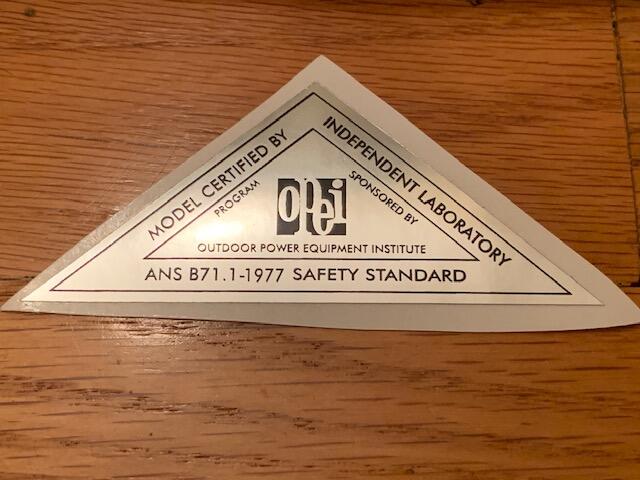 MODEL CERTIFIED BY
INDEPENDENT LABORATORY
PROGRAM
SPONSORED BY
opei
OUTDOOR POWER EQUIPMENT INSTITUTE
ANS B71.1-1977 SAFETY STANDARD